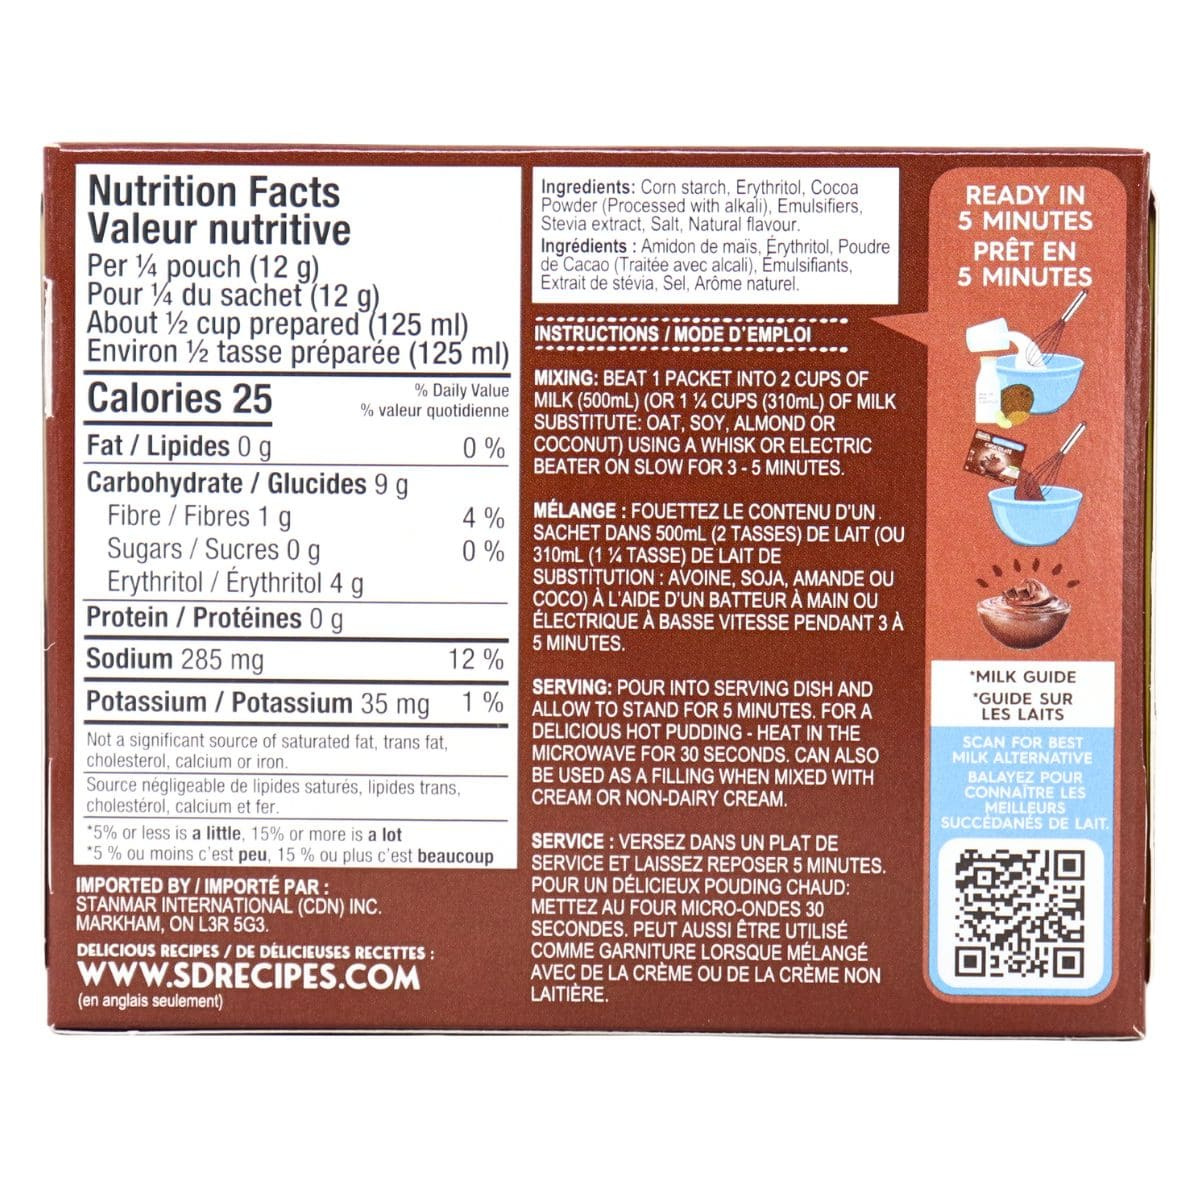 Nutrition Facts
Valeur nutritive
Per ¼ pouch (12 g)
Pour ¼ du sachet (12 g)
About ½ cup prepared (125 ml)
Environ ½ tasse préparée (125 ml)
Calories 25
% Daily Value
% valeur quotidienne
Fat / Lipides 0 g 0 %
Carbohydrate / Glucides 9 g
Fibre / Fibres 1 g 4 %
Sugars / Sucres 0 g 0 %
Erythritol / Érythritol 4 g
Protein / Protéines 0 g
Sodium 285 mg 12 %
Potassium / Potassium 35 mg 1 %
Not a significant source of saturated fat, trans fat,
cholesterol, calcium or iron.
Source négligeable de lipides saturés, lipides trans,
cholestérol, calcium et fer.
*5% or less is a little, 15% or more is a lot
*5 % ou moins c'est peu, 15 % ou plus c'est beaucoup
IMPORTED BY / IMPORTÉ PAR :
STANMAR INTERNATIONAL (CDN) INC.
MARKHAM, ON L3R 5G3.
DELICIOUS RECIPES / DE DÉLICIEUSES RECETTES :
WWW.SDRECIPES.COM
(en anglais seulement)
Ingredients: Corn starch, Erythritol, Cocoa
Powder (Processed with alkali), Emulsifiers,
Stevia extract, Salt, Natural flavour.
Ingrédients : Amidon de maïs, Érythritol, Poudre
de Cacao (Traitée avec alcali), Émulsifiants,
Extrait de stévia, Sel, Arôme naturel.
INSTRUCTIONS / MODE D'EMPLOI
MIXING: BEAT 1 PACKET INTO 2 CUPS OF
MILK (500mL) (OR 1 ¼ CUPS (310mL) OF MILK
SUBSTITUTE: OAT, SOY, ALMOND OR
COCONUT) USING A WHISK OR ELECTRIC
BEATER ON SLOW FOR 3 - 5 MINUTES.
MÉLANGE : FOUETTEZ LE CONTENU D'UN
SACHET DANS 500mL (2 TASSES) DE LAIT (OU
310mL (1 ¼ TASSE) DE LAIT DE
SUBSTITUTION : AVOINE, SOJA, AMANDE OU
COCO) À L'AIDE D'UN BATTEUR À MAIN OU
ÉLECTRIQUE À BASSE VITESSE PENDANT 3 À
5 MINUTES.
SERVING: POUR INTO SERVING DISH AND
ALLOW TO STAND FOR 5 MINUTES. FOR A
DELICIOUS HOT PUDDING - HEAT IN THE
MICROWAVE FOR 30 SECONDS. CAN ALSO
BE USED AS A FILLING WHEN MIXED WITH
CREAM OR NON-DAIRY CREAM.
SERVICE : VERSEZ DANS UN PLAT DE
SERVICE ET LAISSEZ REPOSER 5 MINUTES.
POUR UN DÉLICIEUX POUDING CHAUD:
METTEZ AU FOUR MICRO-ONDES 30
SECONDES. PEUT AUSSI ÊTRE UTILISÉ
COMME GARNITURE LORSQUE MÉLANGÉ
AVEC DE LA CRÈME OU DE LA CRÈME NON
LAITIÈRE.
READY IN
5 MINUTES
PRÊT EN
5 MINUTES
CHOCOLATE
*MILK GUIDE
*GUIDE SUR
LES LAITS
SCAN FOR BEST
MILK ALTERNATIVE
BALAYEZ POUR
CONNAÎTRE LES
MEILLEURS
SUCCÉDANÉS DE LAIT.